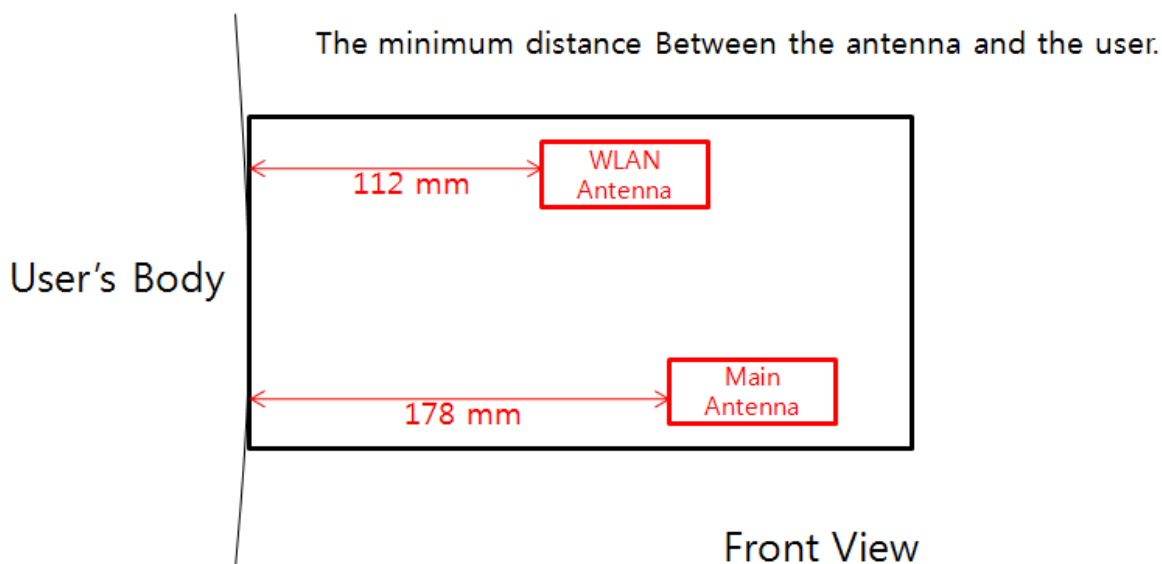 The minimum distance Between the antenna and the user.
WLAN
Antenna
112 mm
User's Body
Main
Antenna
178 mm
Front View